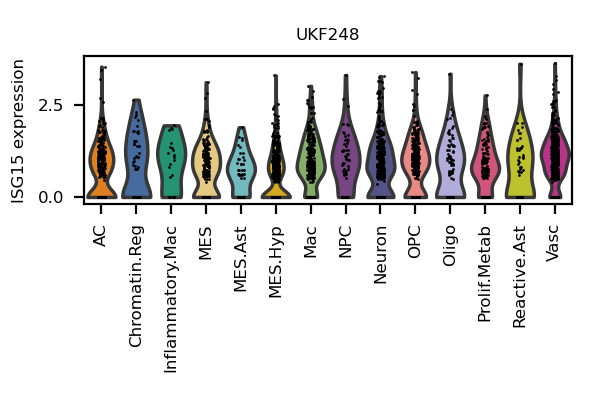 UKF248
ISG15 expression
2.5
0.0
AC
Chromatin.Reg
Inflammatory.Mac
MES
MES.Ast
MES.Hyp
Mac
NPC
Neuron
OPC
Oligo
Prolif.Metab
Reactive.Ast
Vasc